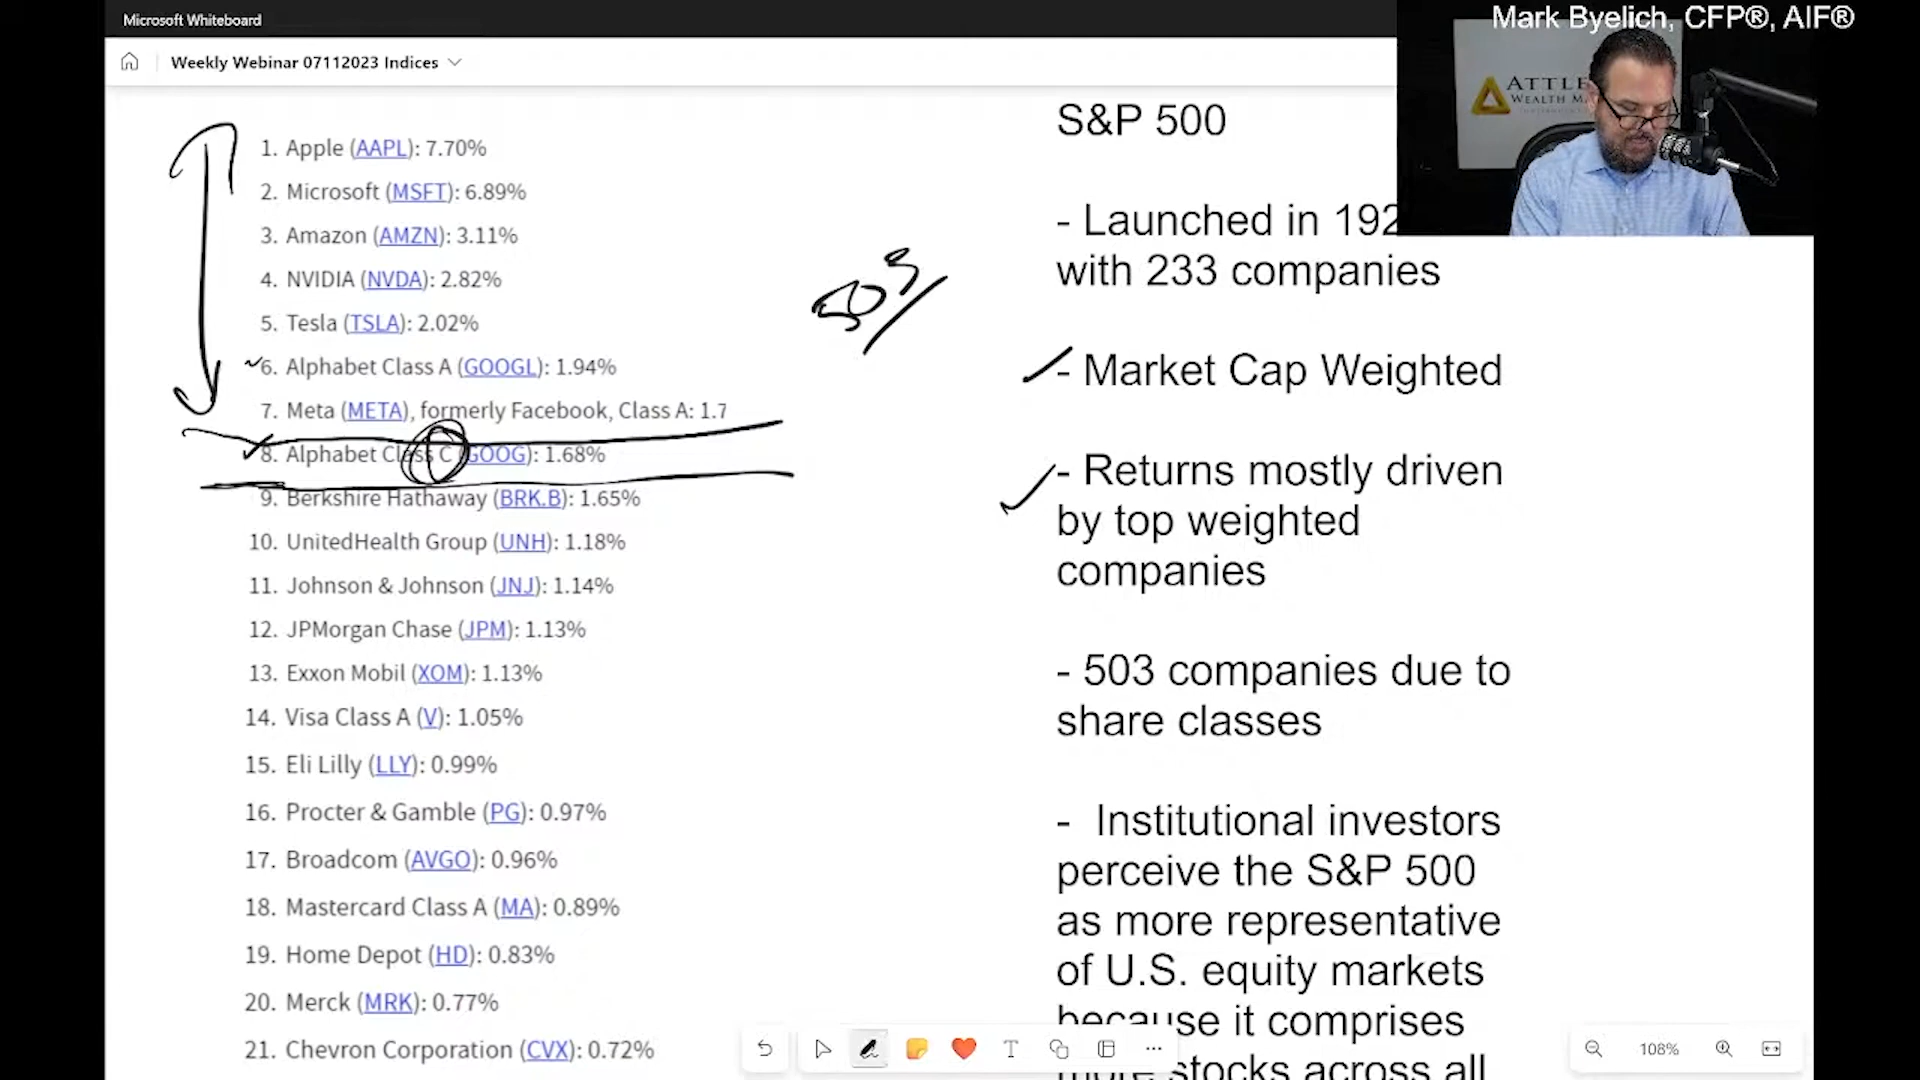 Microsoft Whiteboard
Mark Byelich, CFP®, AIF®
Weekly Webinar 07112023 Indices
1. Apple (AAPL): 7.70%
2. Microsoft (MSFT): 6.89%
3. Amazon (AMZN): 3.11%
4. NVIDIA (NVDA): 2.82%
5. Tesla (TSLA): 2.02%
6. Alphabet Class A (GOOGL): 1.94%
7. Meta (META), formerly Facebook, Class A: 1.7
8. Alphabet Class C (GOOG): 1.68%
9. Berkshire Hathaway (BRK.B): 1.65%
10. UnitedHealth Group (UNH): 1.18%
11. Johnson & Johnson (JNJ): 1.14%
12. JPMorgan Chase (JPM): 1.13%
13. Exxon Mobil (XOM): 1.13%
14. Visa Class A (V): 1.05%
15. Eli Lilly (LLY): 0.99%
16. Procter & Gamble (PG): 0.97%
17. Broadcom (AVGO): 0.96%
18. Mastercard Class A (MA): 0.89%
19. Home Depot (HD): 0.83%
20. Merck (MRK): 0.77%
21. Chevron Corporation (CVX): 0.72%
503
S&P 500
- Launched in 192
with 233 companies
- Market Cap Weighted
- Returns mostly driven
by top weighted
companies
- 503 companies due to
share classes
- Institutional investors
perceive the S&P 500
as more representative
of U.S. equity markets
because it comprises
more stocks across all
108%